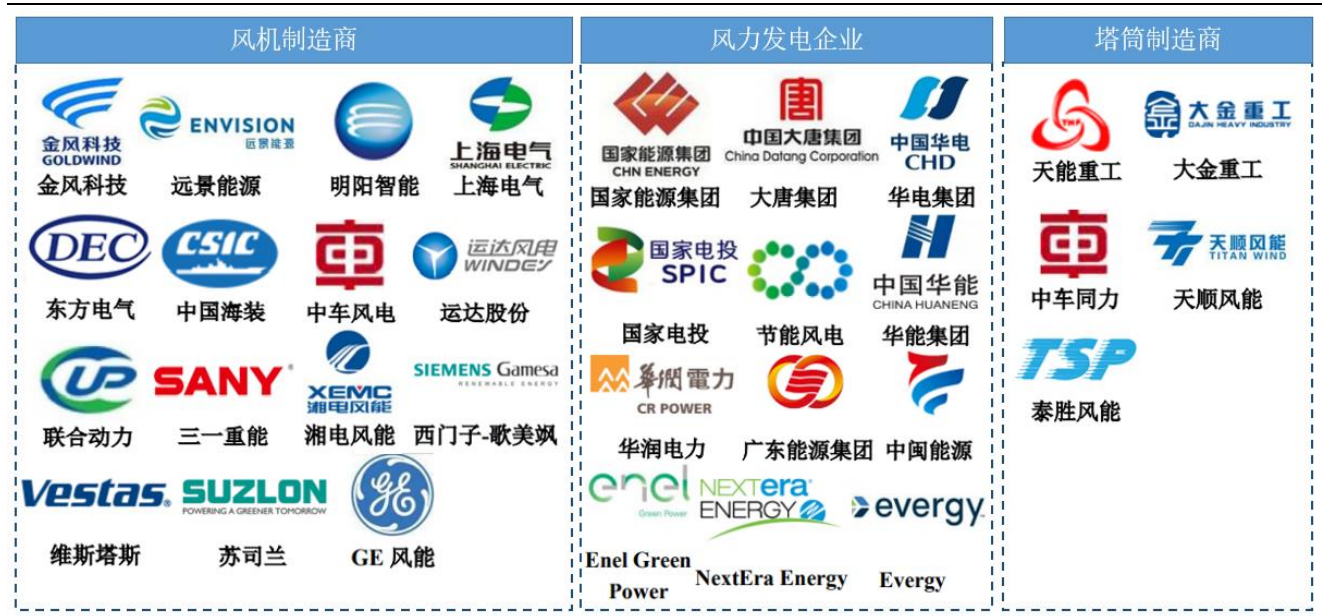 风机制造商
金风科技
GOLDWIND
ENVISION
远景能源
上海电气
SHANGHAI ELECTRIC
金风科技 远景能源 明阳智能 上海电气
DEC
CSIC
運
运达风电
WINDEY
东方电气 中国海装 中车风电 运达股份
UP
SANY
XEMC
湘电风能
SIEMENS Gamesa
RENEWABLE ENERGY
联合动力 三一重能 湘电风能 西门子-歌美飒
Vestas
SUZLON
POWERING A GREENER TOMORROW
GE
维斯塔斯 苏司兰 GE 风能
风力发电企业
国家能源集团
CHN ENERGY
唐
中国大唐集团
China Datang Corporation
中国华电
CHD
国家能源集团 大唐集团 华电集团
国家电投
SPIC
中国华能
CHINA HUANENG
国家电投 节能风电 华能集团
華潤電力
CR POWER
华润电力 广东能源集团 中闽能源
enel
Green Power
NEXTera
ENERGY
evergy
Enel Green
Power NextEra Energy Evergy
塔筒制造商
大金重工
DAJIN HEAVY INDUSTRY
天能重工 大金重工
天顺风能
TITAN WIND
中车同力 天顺风能
TSP
泰胜风能